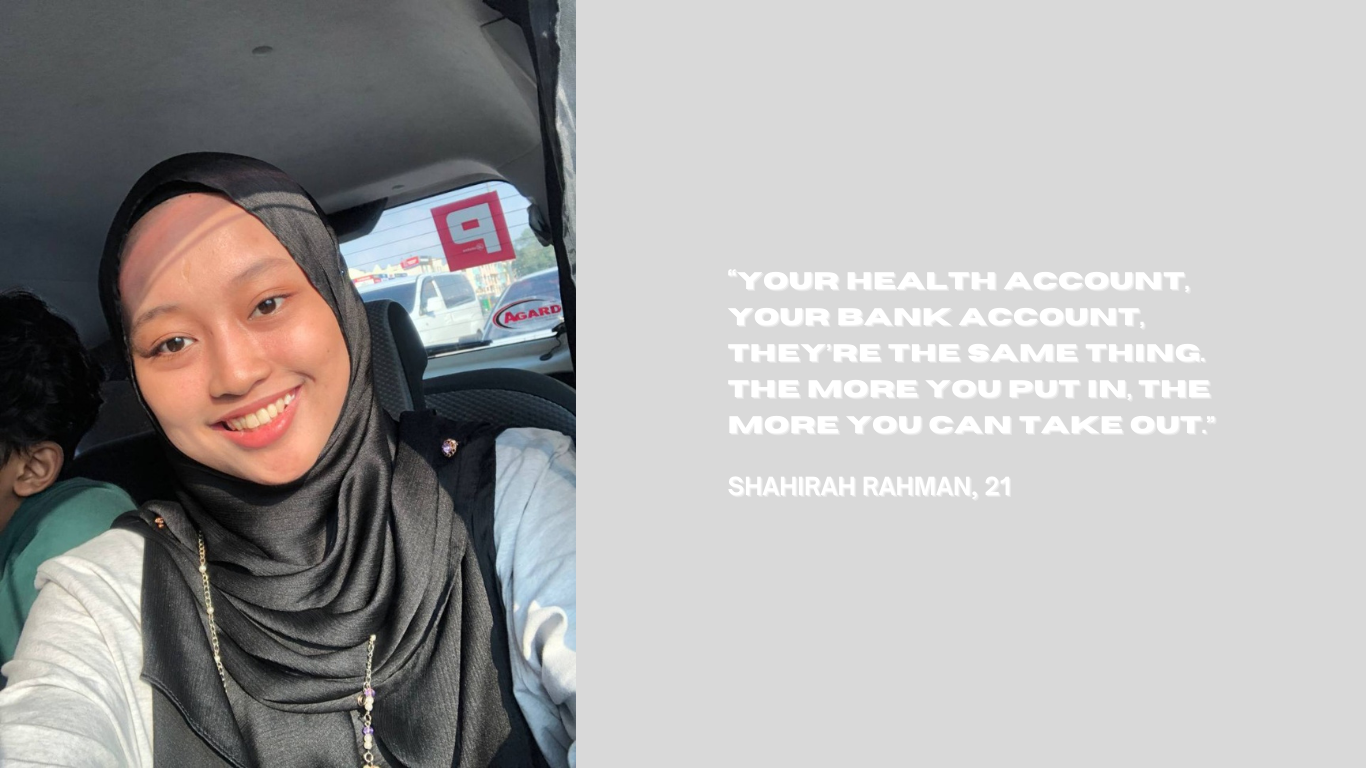 P
AGARD
“YOUR HEALTH ACCOUNT,
YOUR BANK ACCOUNT,
THEY'RE THE SAME THING.
THE MORE YOU PUT IN, THE
MORE YOU CAN TAKE OUT."
SHAHIRAH RAHMAN, 21